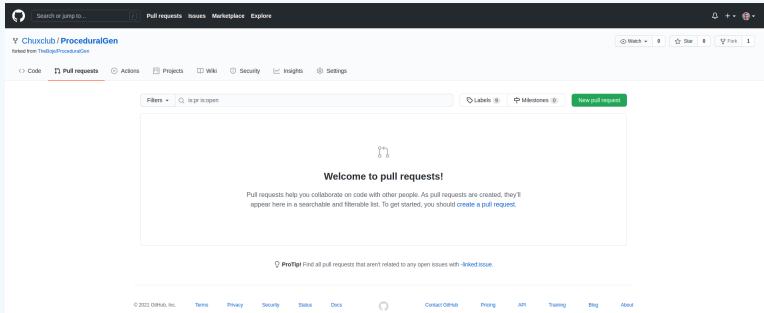 Search or jump to... / Pull requests Issues Marketplace Explore
Chuxclub / ProceduralGen Watch 0 Star 0 Fork 1
forked from TheBoje/ProceduralGen
Code Pull requests Actions Projects Wiki Security Insights Settings
Filters is:pr is:open Labels 9 Milestones 0 New pull request
Welcome to pull requests!
Pull requests help you collaborate on code with other people. As pull requests are created, they'll
appear here in a searchable and filterable list. To get started, you should create a pull request.
ProTip! Find all pull requests that aren't related to any open issues with -linked:issue.
© 2021 GitHub, Inc. Terms Privacy Security Status Docs Contact GitHub Pricing API Training Blog About